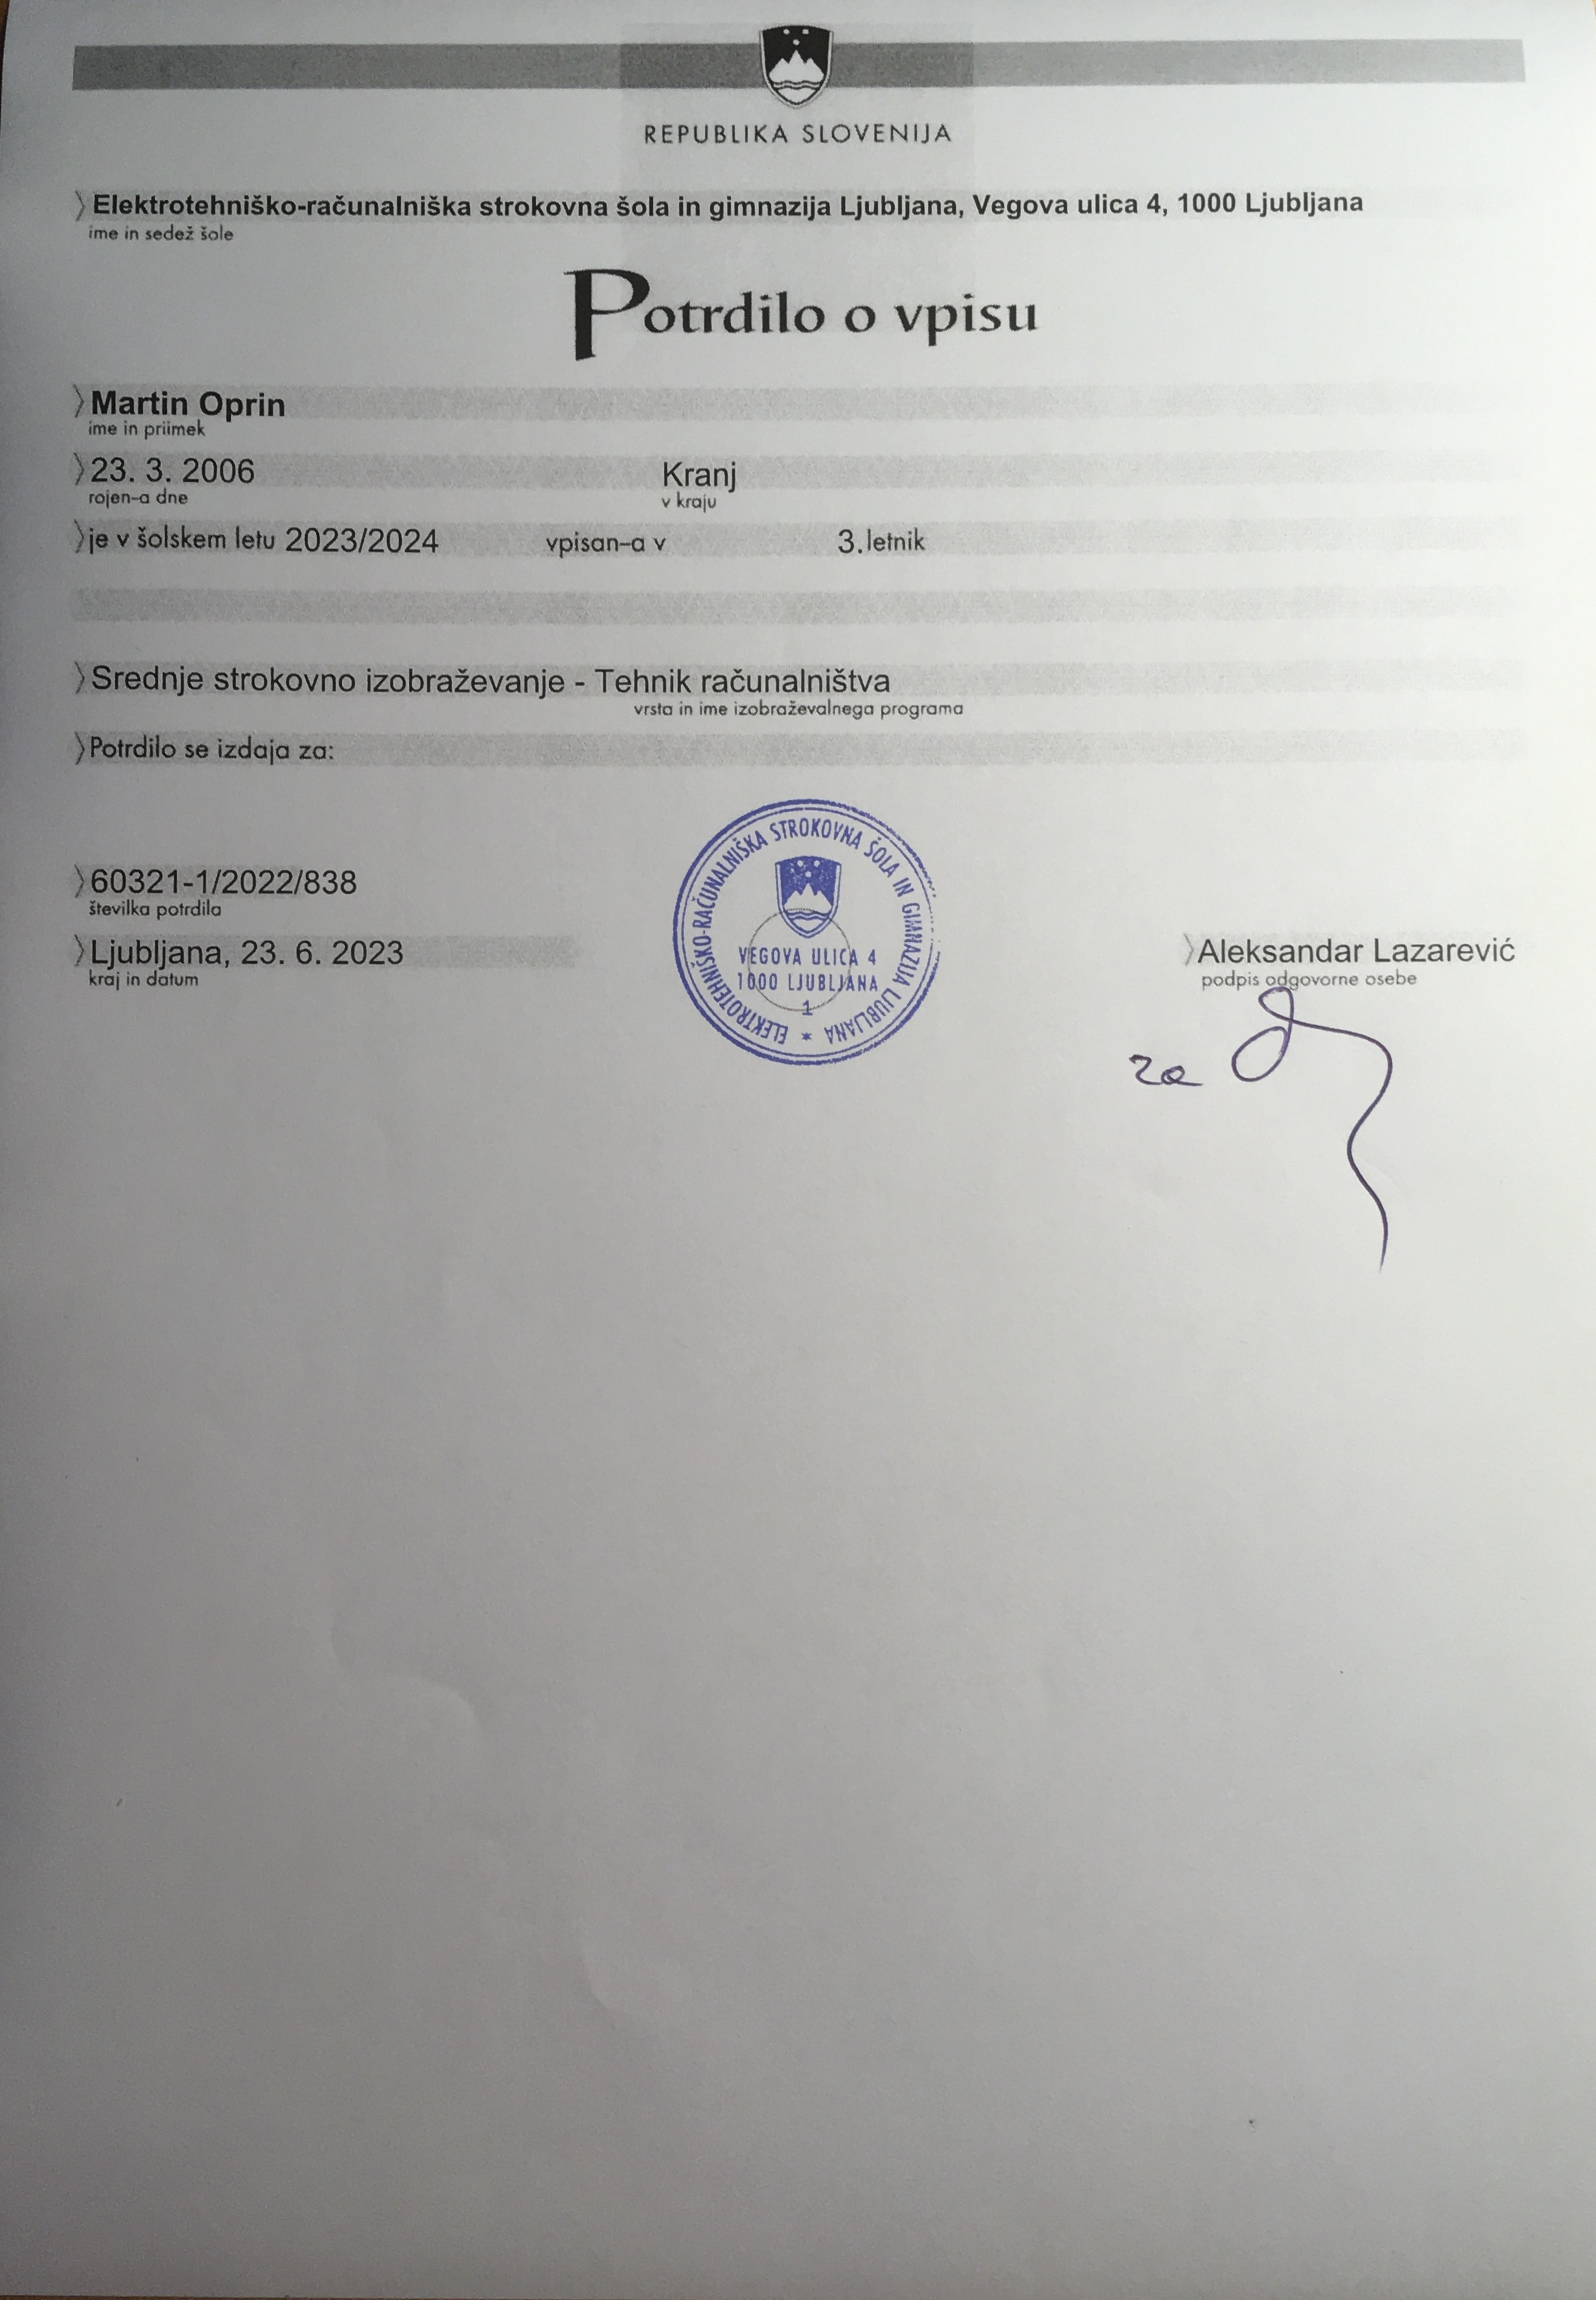 REPUBLIKA SLOVENIJA
Elektrotehniško-računalniška strokovna šola in gimnazija Ljubljana, Vegova ulica 4, 1000 Ljubljana
ime in sedež šole
Potrdilo o vpisu
Martin Oprin
ime in priimek
23. 3. 2006 Kranj
rojen-a dne v kraju
je v šolskem letu 2023/2024 vpisan-a v 3.letnik
Srednje strokovno izobraževanje - Tehnik računalništva
vrsta in ime izobraževalnega programa
Potrdilo se izdaja za:
60321-1/2022/838
številka potrdila
Ljubljana, 23. 6. 2023
kraj in datum
ELEKTROTEHNIŠKO-RAČUNALNIŠKA STROKOVNA ŠOLA IN GIMNAZIJA LJUBLJANA *
VEGOVA ULICA 4
1000 LJUBLJANA
1
Aleksandar Lazarević
podpis odgovorne osebe
za